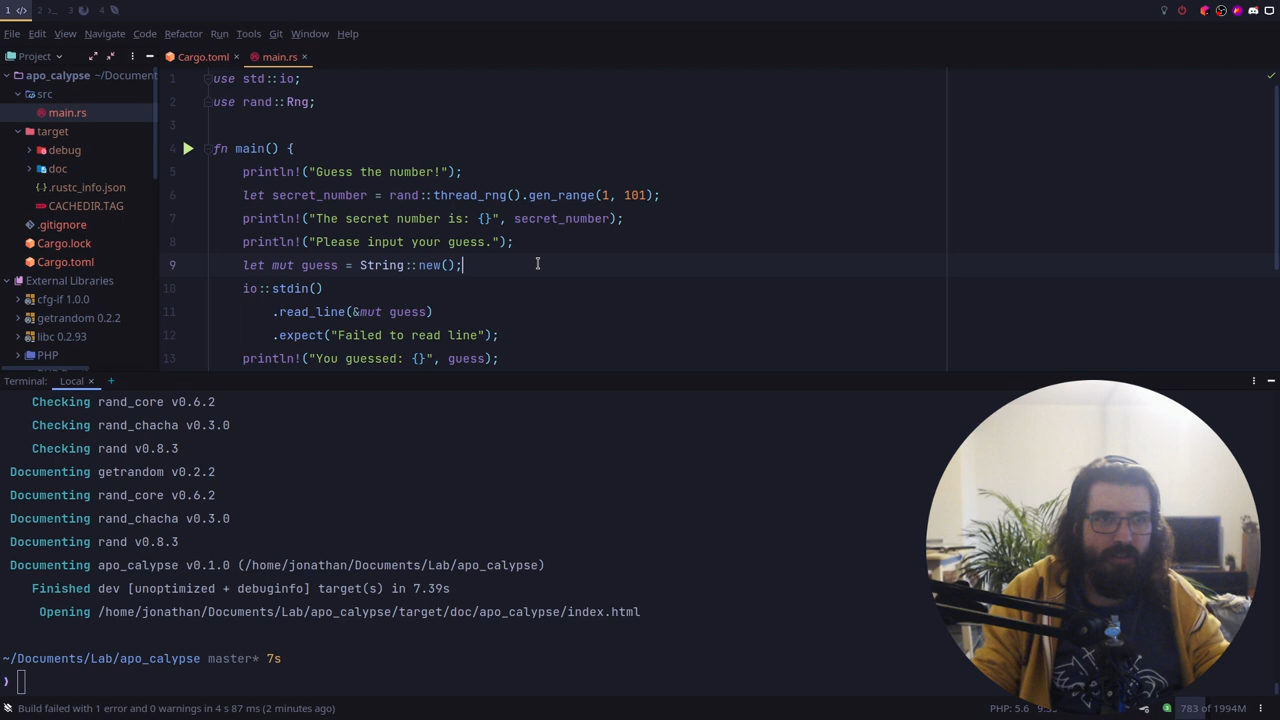 1 </> 2 >_ 3 4
File Edit View Navigate Code Refactor Run Tools Git Window Help
Project
Cargo.toml × main.rs ×
apo_calypse ~/Document
src
main.rs
target
debug
doc
.rustc_info.json
CACHEDIR.TAG
.gitignore
Cargo.lock
Cargo.toml
External Libraries
cfg-if 1.0.0
getrandom 0.2.2
libc 0.2.93
PHP
1 use std::io;
2 use rand::Rng;
3
4 fn main() {
5 println!("Guess the number!");
6 let secret_number = rand::thread_rng().gen_range(1, 101);
7 println!("The secret number is: {}", secret_number);
8 println!("Please input your guess.");
9 let mut guess = String::new();
10 io::stdin()
11 .read_line(&mut guess)
12 .expect("Failed to read line");
13 println!("You guessed: {}", guess);
Terminal: Local × +
Checking rand_core v0.6.2
Checking rand_chacha v0.3.0
Checking rand v0.8.3
Documenting getrandom v0.2.2
Documenting rand_core v0.6.2
Documenting rand_chacha v0.3.0
Documenting rand v0.8.3
Documenting apo_calypse v0.1.0 (/home/jonathan/Documents/Lab/apo_calypse)
Finished dev [unoptimized + debuginfo] target(s) in 7.39s
Opening /home/jonathan/Documents/Lab/apo_calypse/target/doc/apo_calypse/index.html
~/Documents/Lab/apo_calypse master* 7s
❯
Build failed with 1 error and 0 warnings in 4 s 87 ms (2 minutes ago)
PHP: 5.6 783 of 1994M